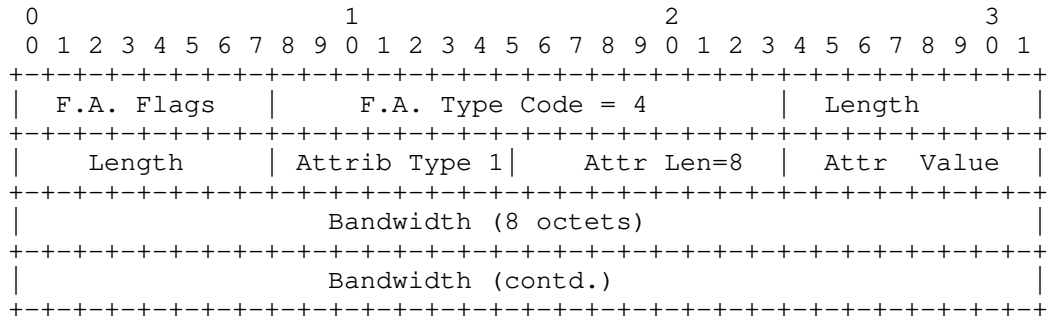 0                   1                   2                   3
 0 1 2 3 4 5 6 7 8 9 0 1 2 3 4 5 6 7 8 9 0 1 2 3 4 5 6 7 8 9 0 1
+-+-+-+-+-+-+-+-+-+-+-+-+-+-+-+-+-+-+-+-+-+-+-+-+-+-+-+-+-+-+-+-+
|  F.A. Flags   |     F.A. Type Code = 4        |  Length       |
+-+-+-+-+-+-+-+-+-+-+-+-+-+-+-+-+-+-+-+-+-+-+-+-+-+-+-+-+-+-+-+-+
|    Length     | Attrib Type 1|    Attr Len=8  |  Attr  Value  |
+-+-+-+-+-+-+-+-+-+-+-+-+-+-+-+-+-+-+-+-+-+-+-+-+-+-+-+-+-+-+-+-+
|                   Bandwidth (8 octets)                        |
+-+-+-+-+-+-+-+-+-+-+-+-+-+-+-+-+-+-+-+-+-+-+-+-+-+-+-+-+-+-+-+-+
|                   Bandwidth (contd.)                          |
+-+-+-+-+-+-+-+-+-+-+-+-+-+-+-+-+-+-+-+-+-+-+-+-+-+-+-+-+-+-+-+-+